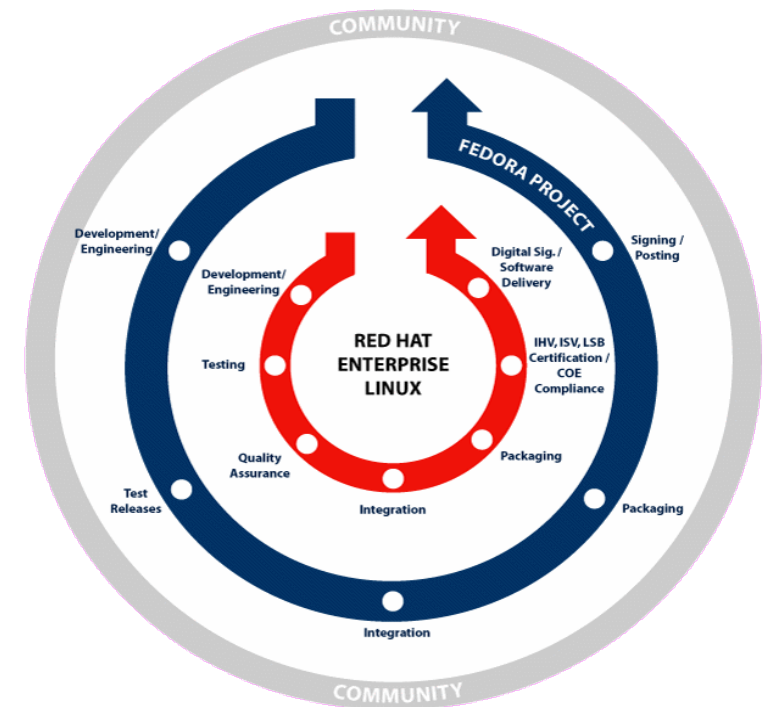 COMMUNITY
FEDORA PROJECT
Development/
Engineering
Signing /
Posting
Digital Sig. /
Software
Delivery
Development/
Engineering
RED HAT
ENTERPRISE
LINUX
IHV, ISV, LSB
Certification /
COE
Compliance
Testing
Quality
Assurance
Packaging
Integration
Test
Releases
Packaging
Integration
COMMUNITY